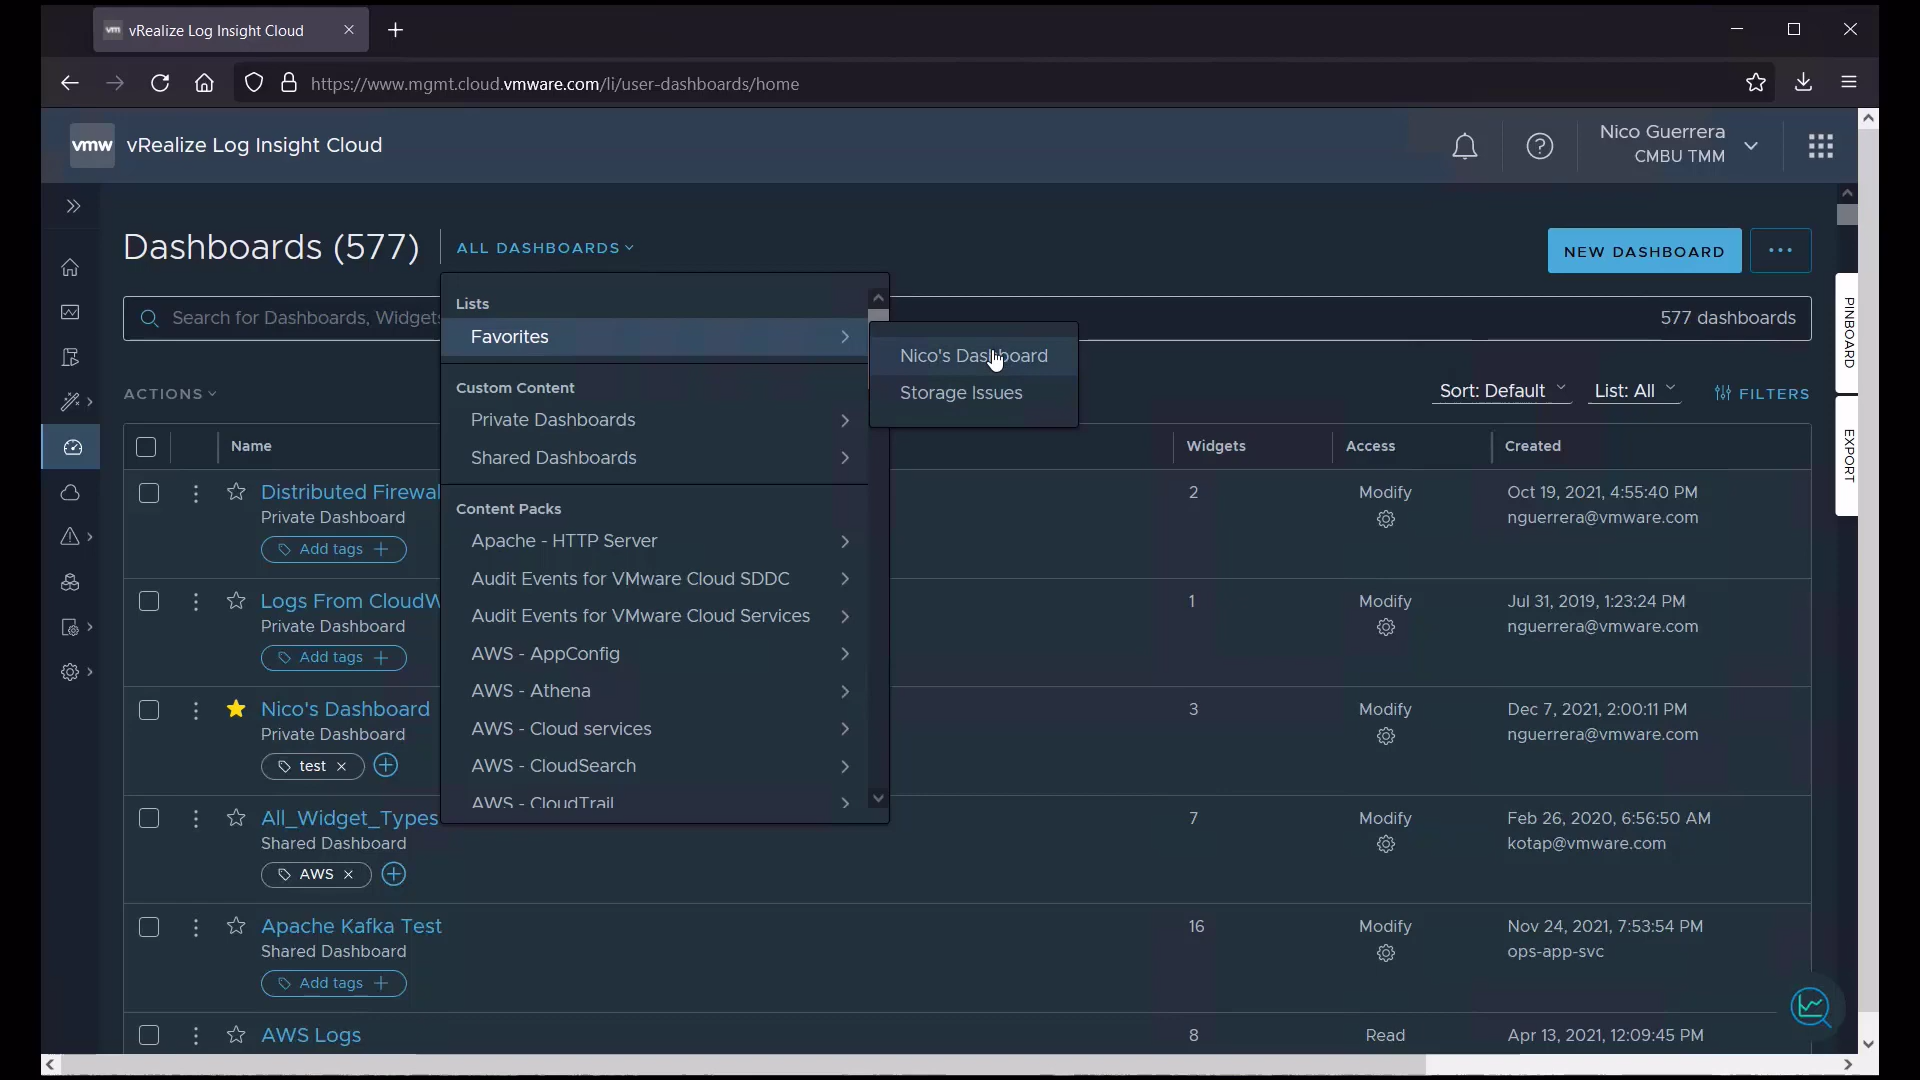 vRealize Log Insight Cloud
https://www.mgmt.cloud.vmware.com/li/user-dashboards/home
vmw vRealize Log Insight Cloud
Nico Guerrera
CMBU TMM
Dashboards (577)
ALL DASHBOARDS
NEW DASHBOARD
Lists
Search for Dashboards, Widgets
577 dashboards
Favorites
Nico's Dashboard
Storage Issues
PINBOARD
EXPORT
Custom Content
Private Dashboards
Shared Dashboards
ACTIONS
Sort: Default
List: All
FILTERS
Name
Widgets
Access
Created
Content Packs
Apache - HTTP Server
Audit Events for VMware Cloud SDDC
Audit Events for VMware Cloud Services
AWS - AppConfig
AWS - Athena
AWS - Cloud services
AWS - CloudSearch
AWS - CloudTrail
Distributed Firewal
Private Dashboard
Add tags
2
Modify
Oct 19, 2021, 4:55:40 PM
nguerrera@vmware.com
Logs From CloudW
Private Dashboard
Add tags
1
Modify
Jul 31, 2019, 1:23:24 PM
nguerrera@vmware.com
Nico's Dashboard
Private Dashboard
test
3
Modify
Dec 7, 2021, 2:00:11 PM
nguerrera@vmware.com
All_Widget_Types
Shared Dashboard
AWS
7
Modify
Feb 26, 2020, 6:56:50 AM
kotap@vmware.com
Apache Kafka Test
Shared Dashboard
Add tags
16
Modify
Nov 24, 2021, 7:53:54 PM
ops-app-svc
AWS Logs
8
Read
Apr 13, 2021, 12:09:45 PM